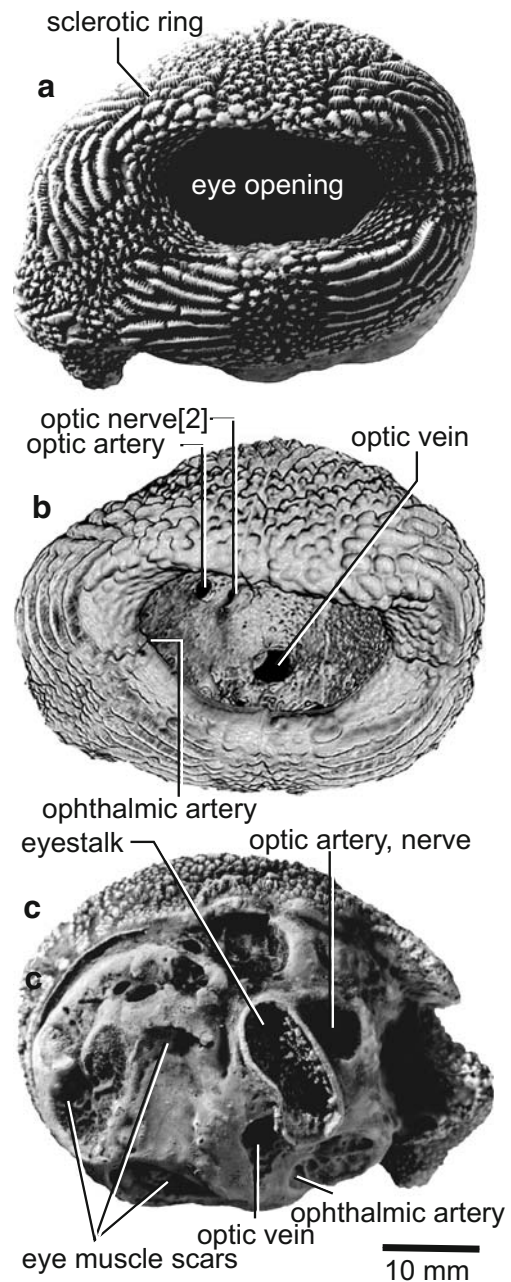 sclerotic ring
a
eye opening
optic nerve[2]
optic artery
optic vein
b
ophthalmic artery
eyestalk
optic artery, nerve
c
c
ophthalmic artery
optic vein
eye muscle scars
10 mm